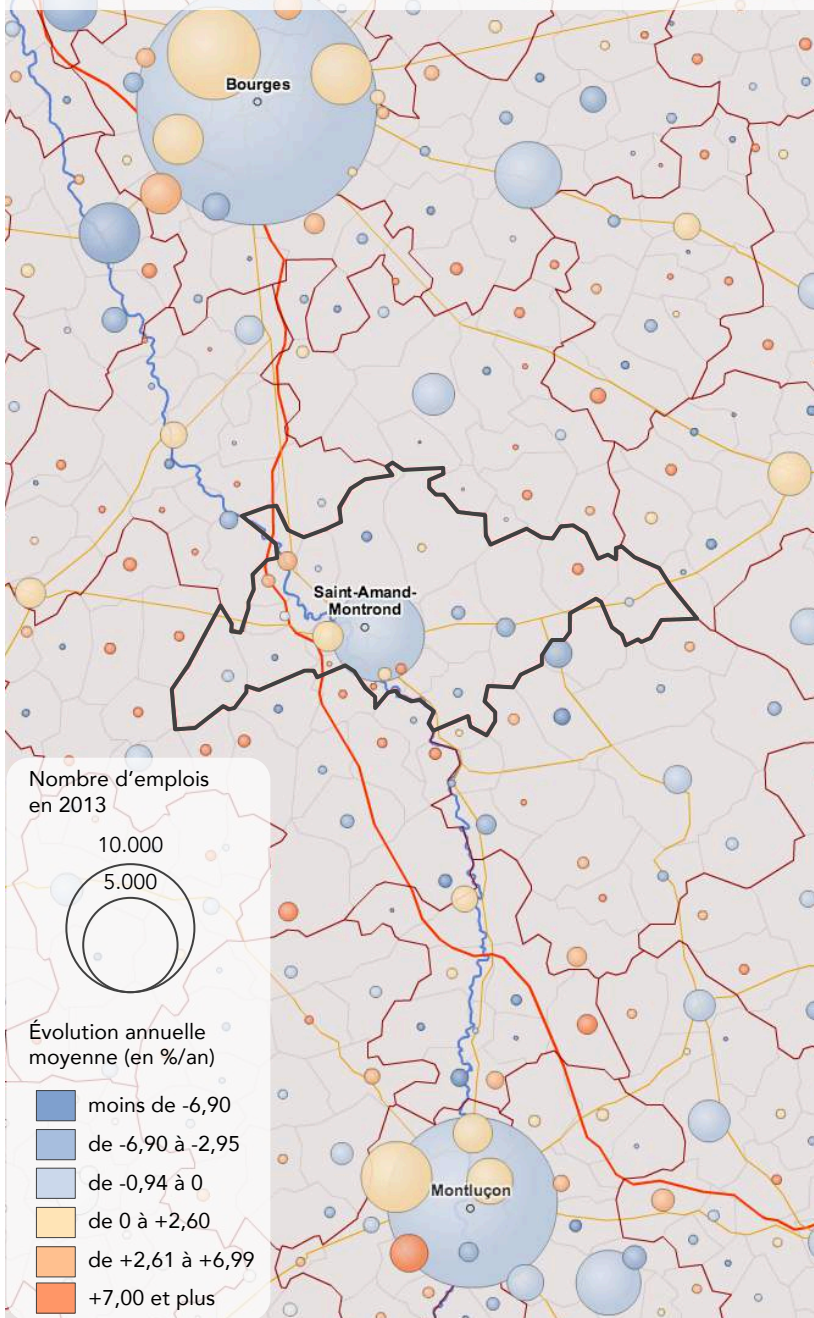 Bourges
Saint-Amand-
Montrond
Nombre d'emplois
en 2013
10.000
5.000
Évolution annuelle
moyenne (en %/an)
moins de -6,90
de -6,90 à -2,95
de -0,94 à 0
de 0 à +2,60
de +2,61 à +6,99
+7,00 et plus
Montluçon